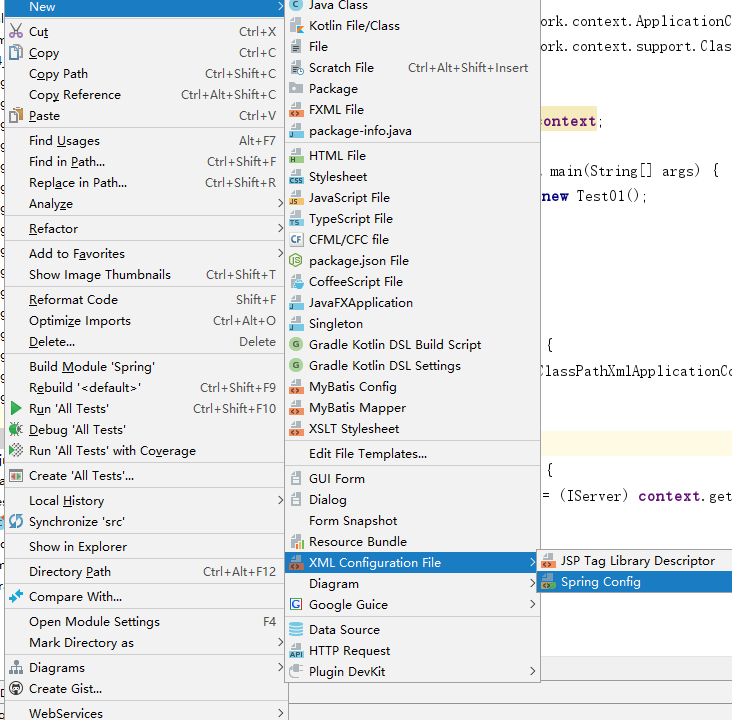 New
Cut Ctrl+X
Copy Ctrl+C
Copy Path Ctrl+Shift+C
Copy Reference Ctrl+Alt+Shift+C
Paste Ctrl+V
Find Usages Alt+F7
Find in Path... Ctrl+Shift+F
Replace in Path... Ctrl+Shift+R
Analyze
Refactor
Add to Favorites
Show Image Thumbnails Ctrl+Shift+T
Reformat Code Shift+F
Optimize Imports Ctrl+Alt+O
Delete... Delete
Build Module 'Spring'
Rebuild '<default>' Ctrl+Shift+F9
Run 'All Tests' Ctrl+Shift+F10
Debug 'All Tests'
Run 'All Tests' with Coverage
Create 'All Tests'...
Local History
Synchronize 'src'
Show in Explorer
Directory Path Ctrl+Alt+F12
Compare With...
Open Module Settings F4
Mark Directory as
Diagrams
Create Gist...
WebServices
Java Class
Kotlin File/Class
File
Scratch File Ctrl+Alt+Shift+Insert
Package
FXML File
package-info.java
HTML File
Stylesheet
JavaScript File
TypeScript File
CFML/CFC file
package.json File
CoffeeScript File
JavaFXApplication
Singleton
Gradle Kotlin DSL Build Script
Gradle Kotlin DSL Settings
MyBatis Config
MyBatis Mapper
XSLT Stylesheet
Edit File Templates...
GUI Form
Dialog
Form Snapshot
Resource Bundle
XML Configuration File
Diagram
Google Guice
Data Source
HTTP Request
Plugin DevKit
JSP Tag Library Descriptor
Spring Config
ork.context.ApplicationC
ork.context.support.Clas
context;
main(String[] args) {
new Test01();
{
ClassPathXmlApplicationCo
{
= (IServer) context.get